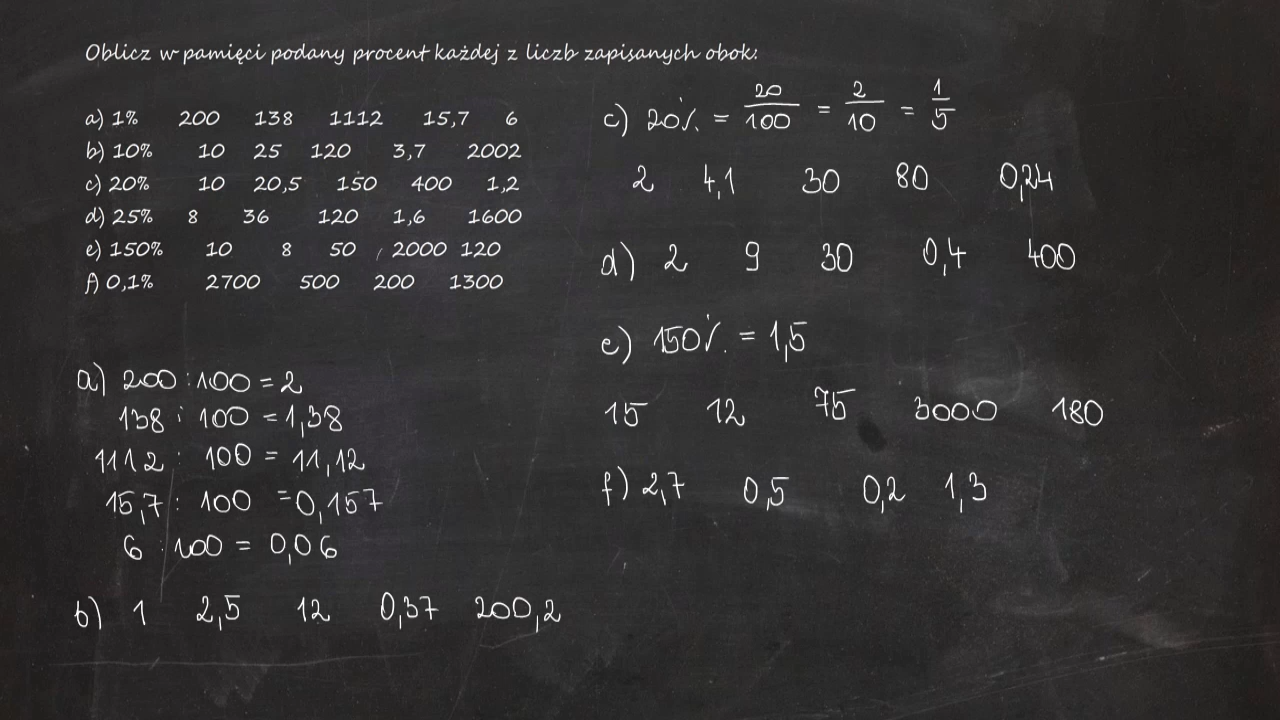 Oblicz w pamięci podany procent każdej z liczb zapisanych obok:
a) 1% 200 138 1112 15,7 6
b) 10% 10 25 120 3,7 2002
c) 20% 10 20,5 150 400 1,2
d) 25% 8 36 120 1,6 1600
e) 150% 10 8 50 2000 120
f) 0,1% 2700 500 200 1300
a) 200 : 100 = 2
138 : 100 = 1,38
1112 : 100 = 11,12
15,7 : 100 = 0,157
6 : 100 = 0,06
b) 1 2,5 12 0,37 200,2
c) 20% = 20/100 = 2/10 = 1/5
2 4,1 30 80 0,24
d) 2 9 30 0,4 400
e) 150% = 1,5
15 12 75 3000 180
f) 2,7 0,5 0,2 1,3